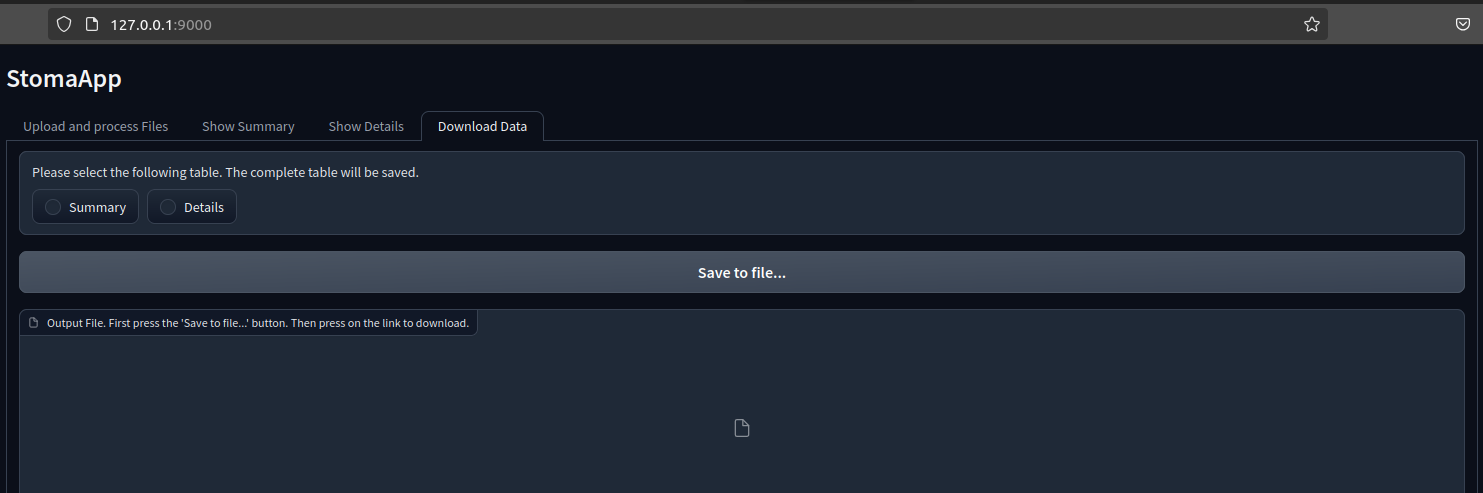 127.0.0.1:9000
StomaApp
Upload and process Files
Show Summary
Show Details
Download Data
Please select the following table. The complete table will be saved.
Summary
Details
Save to file...
Output File. First press the 'Save to file...' button. Then press on the link to download.